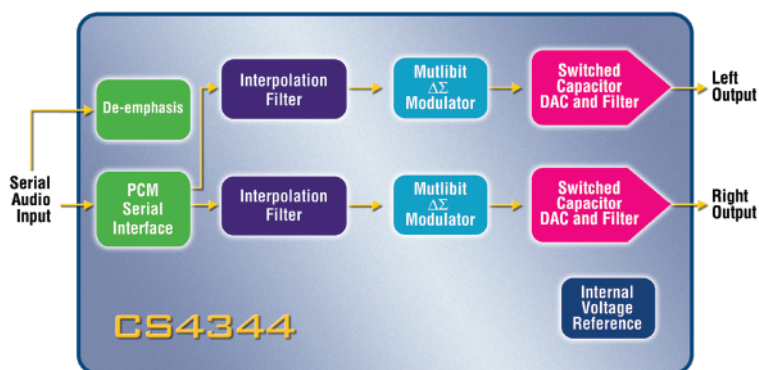 De-emphasis
Interpolation
Filter
Mutlibit
ΔΣ
Modulator
Switched
Capacitor
DAC and Filter
Left
Output
Serial
Audio
Input
PCM
Serial
Interface
Interpolation
Filter
Mutlibit
ΔΣ
Modulator
Switched
Capacitor
DAC and Filter
Right
Output
Internal
Voltage
Reference
CS4344